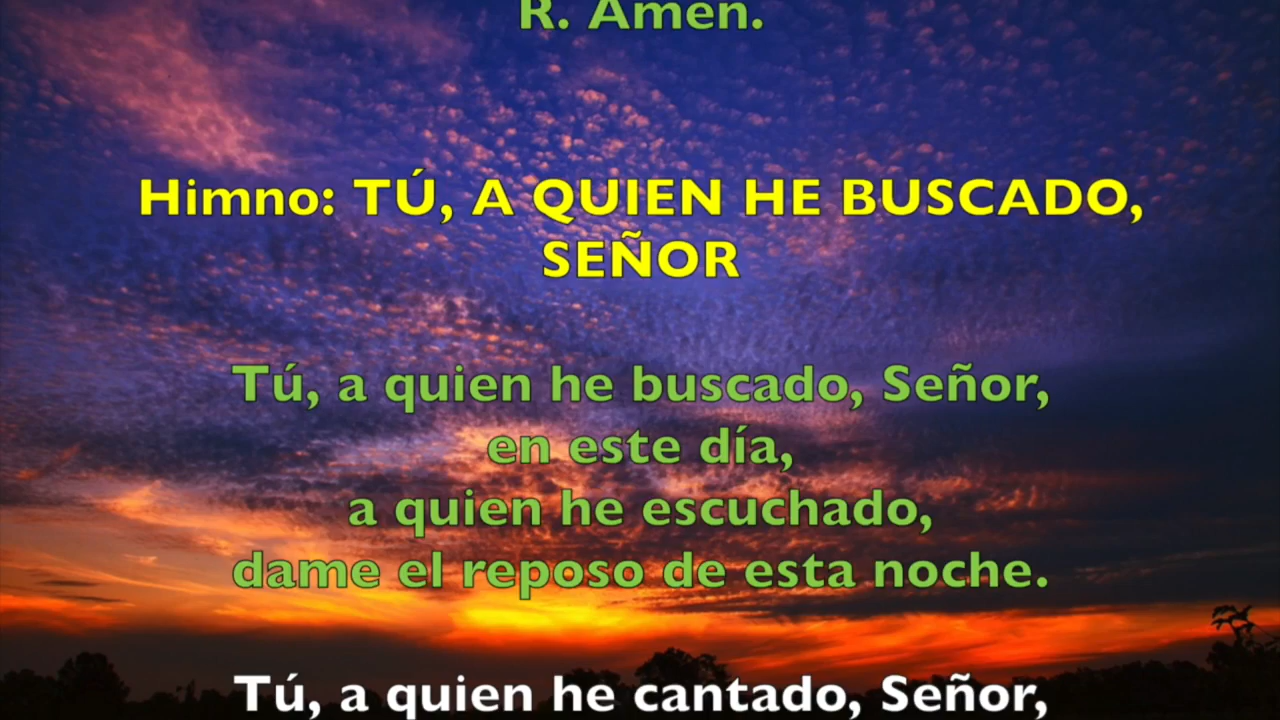 R. Amén.
Himno: TÚ, A QUIEN HE BUSCADO,
SEÑOR
Tú, a quien he buscado, Señor,
en este día,
a quien he escuchado,
dame el reposo de esta noche.
Tú, a quien he cantado, Señor,